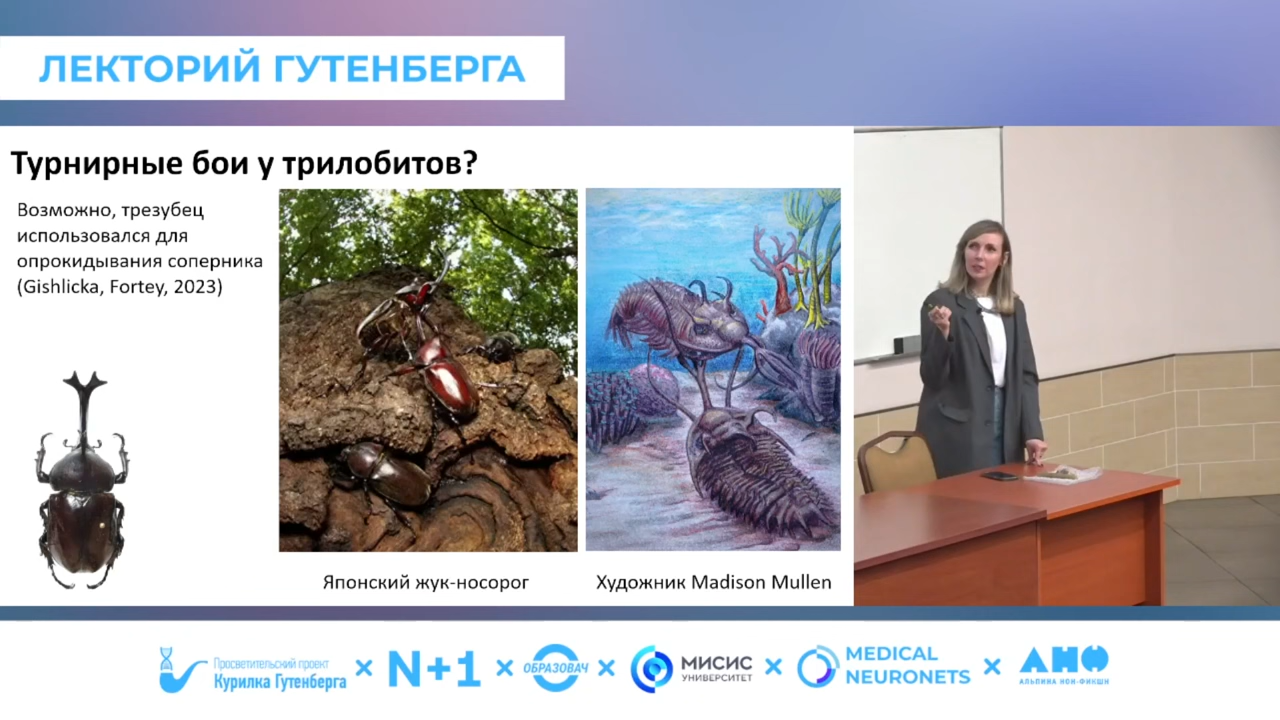 ЛЕКТОРИЙ ГУТЕНБЕРГА
Турнирные бои у трилобитов?
Возможно, трезубец
использовался для
опрокидывания соперника
(Gishlicka, Fortey, 2023)
Японский жук-носорог
Художник Madison Mullen
Просветительский проект
Курилка Гутенберга
× N+1 ×
ОБРАЗОВАЧ
×
МИСИС
УНИВЕРСИТЕТ
×
MEDICAL
NEURONETS
×
АНФ
АЛЬПИНА НОН-ФИКШН